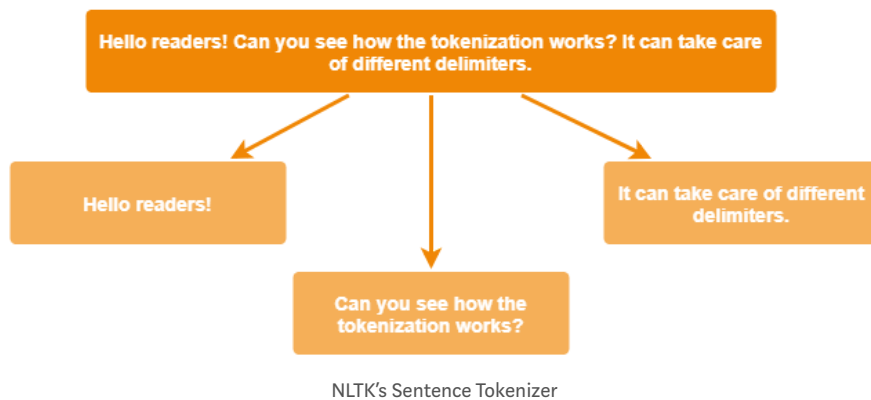 Hello readers! Can you see how the tokenization works? It can take care
of different delimiters.
Hello readers!
It can take care of different
delimiters.
Can you see how the
tokenization works?
NLTK's Sentence Tokenizer